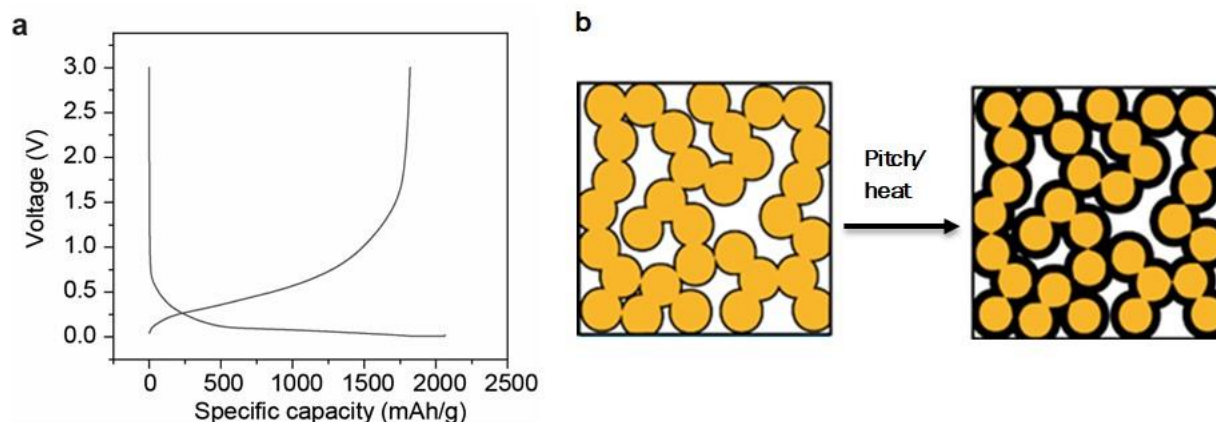 a
Voltage (V)
3.0
2.5
2.0
1.5
1.0
0.5
0.0
0 500 1000 1500 2000 2500
Specific capacity (mAh/g)
b
Pitch/
heat